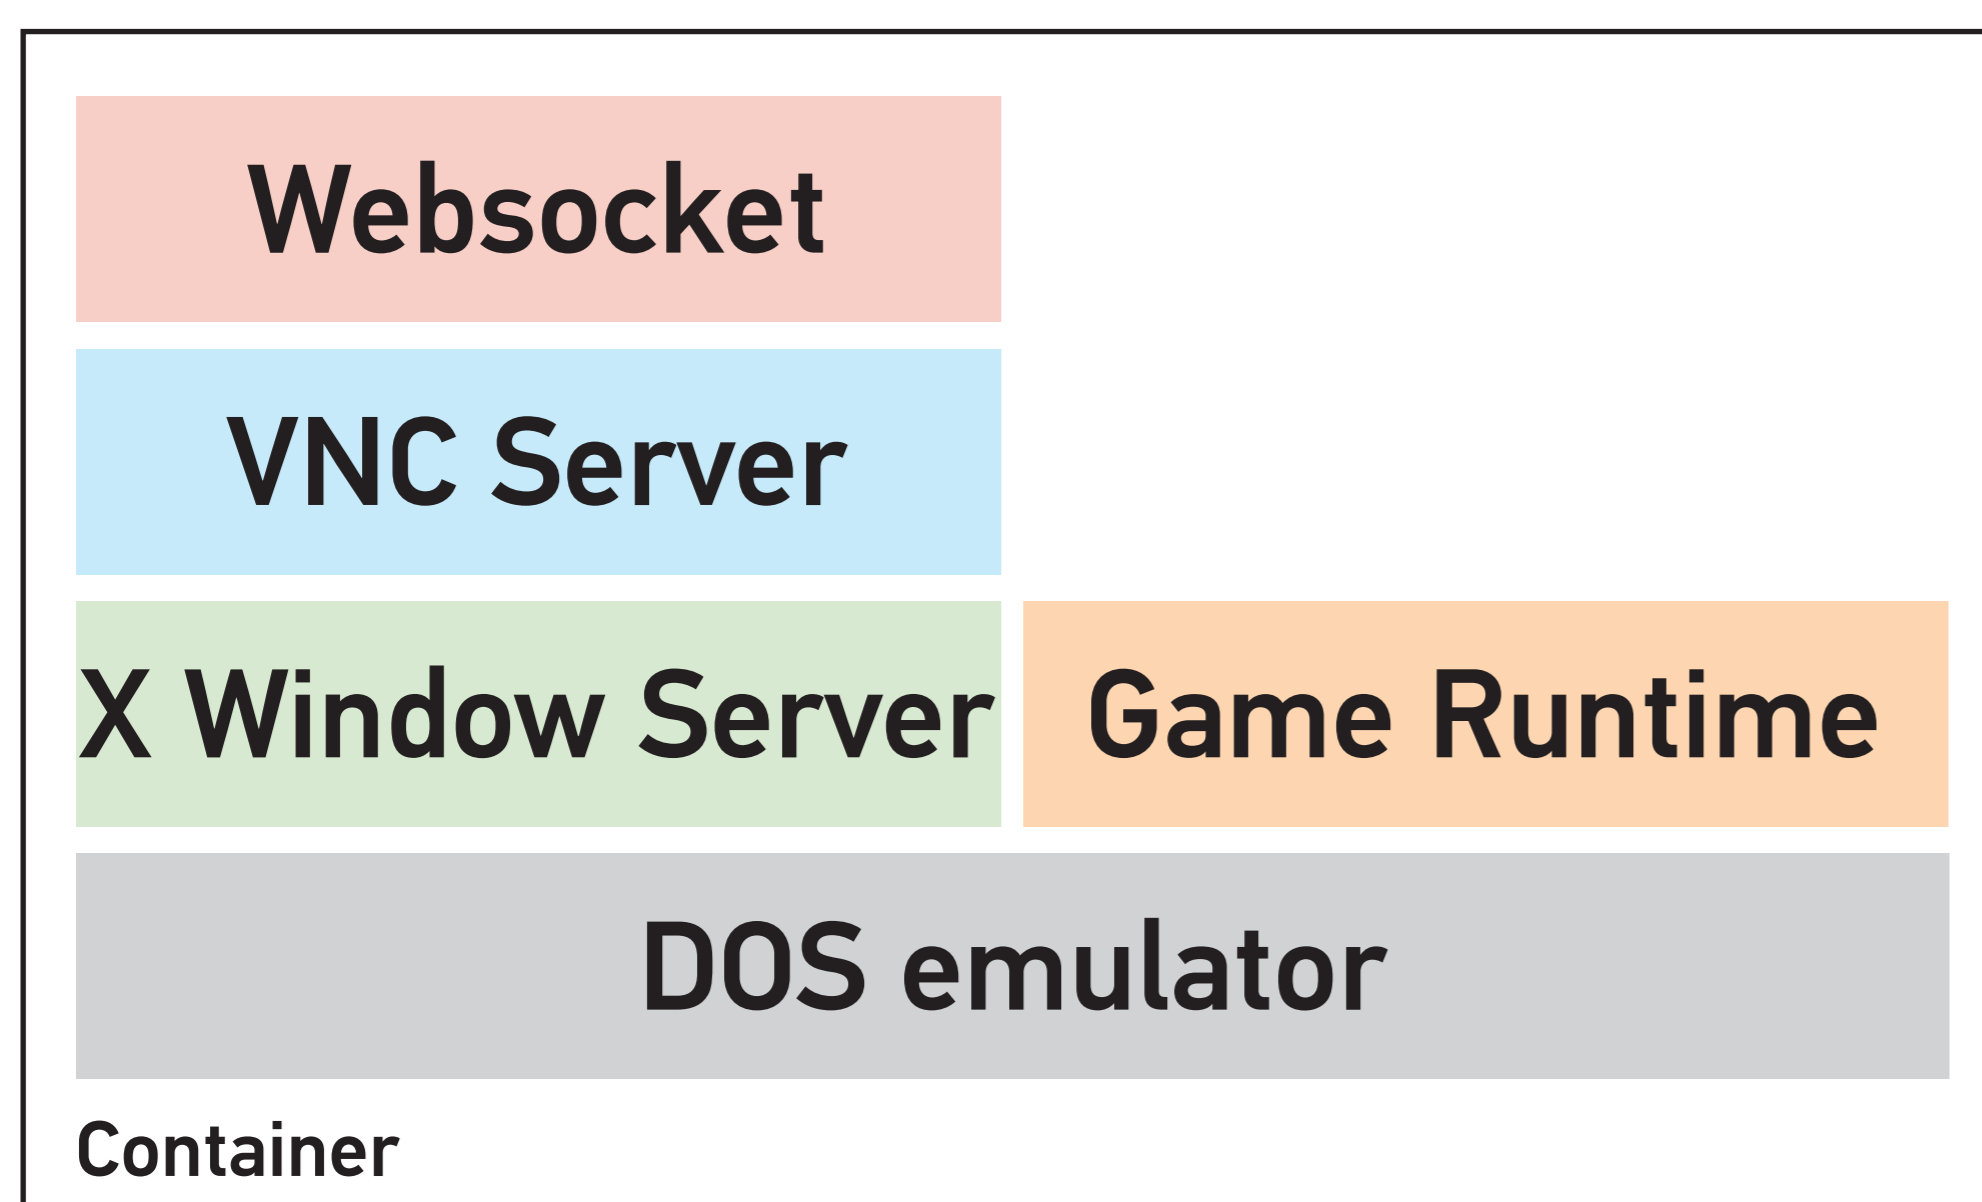 Websocket
VNC Server
X Window Server
Game Runtime
DOS emulator
Container